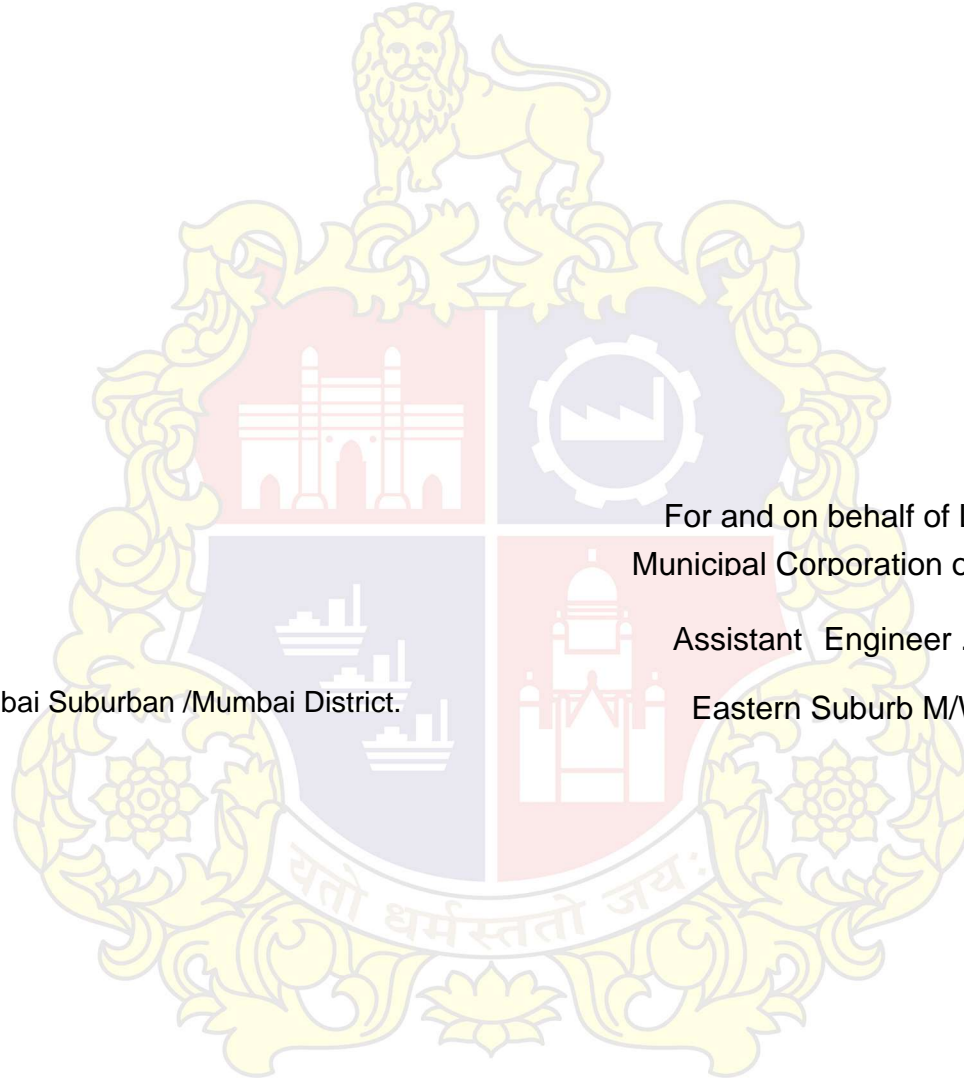 For and on behalf of
Municipal Corporation
Assistant Engineer
Suburban /Mumbai District.
Eastern Suburb
यतो धर्मस्ततो जय: